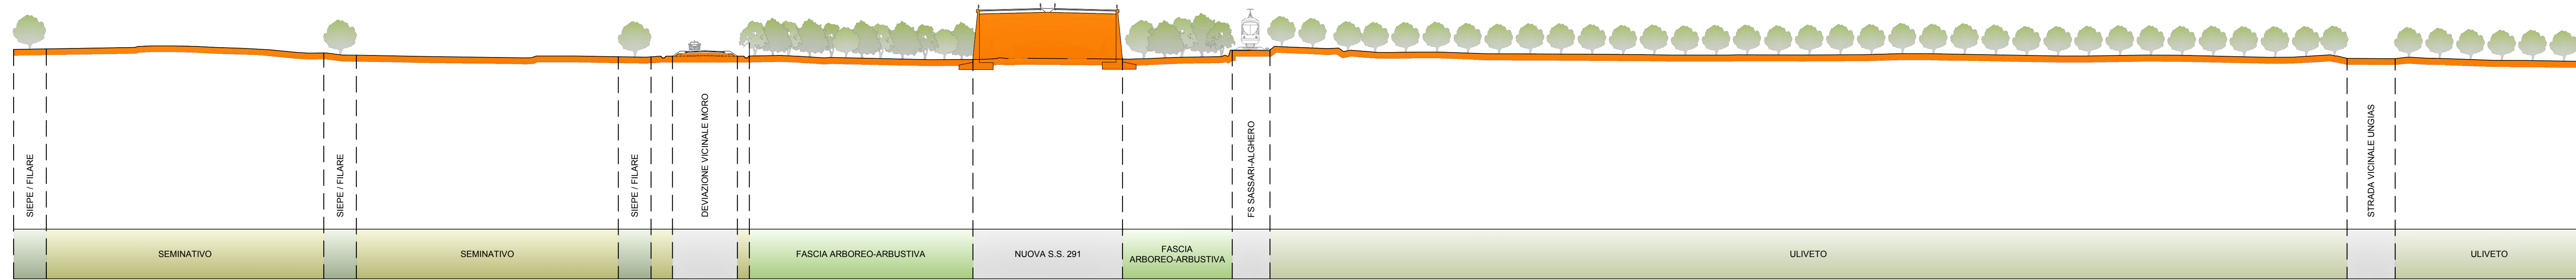 SIEPE / FILARE
SIEPE / FILARE
SIEPE / FILARE
DEVIAZIONE VICINALE MORO
FS SASSARI-ALGHERO
STRADA VICINALE UNGIAS
SEMINATIVO
SEMINATIVO
FASCIA ARBOREO-ARBUSTIVA
NUOVA S.S. 291
FASCIA
ARBOREO-ARBUSTIVA
ULIVETO
ULIVETO